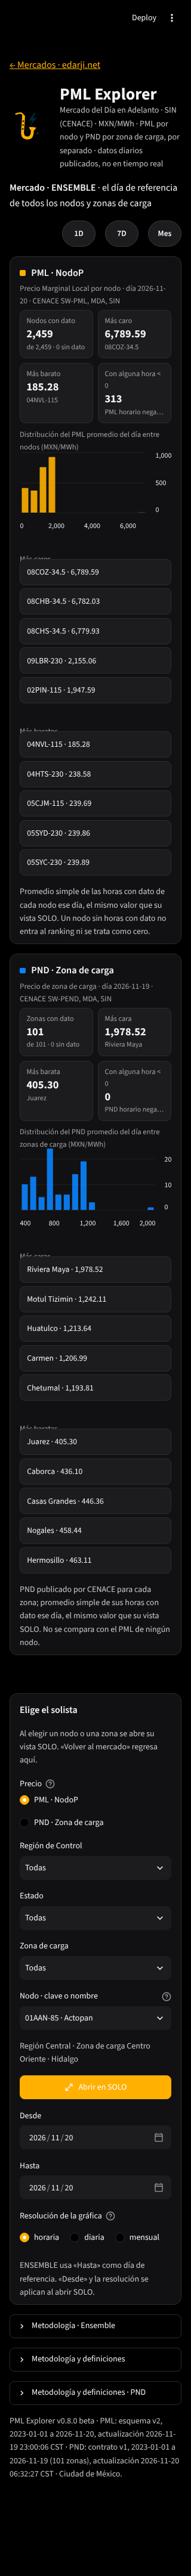 Deploy
← Mercados · edarji.net
PML Explorer
Mercado del Día en Adelanto · SIN
(CENACE) · MXN/MWh · PML por
nodo y PND por zona de carga, por
separado · datos diarios
publicados, no en tiempo real
Mercado · ENSEMBLE · el día de referencia
de todos los nodos y zonas de carga
1D
7D
Mes
PML · NodoP
Precio Marginal Local por nodo · día 2026-11-
20 · CENACE SW-PML, MDA, SIN
Nodos con dato
2,459
de 2,459 · 0 sin dato
Más caro
6,789.59
08COZ-34.5
Más barato
185.28
04NVL-115
Con alguna hora <
0
313
PML horario nega...
Distribución del PML promedio del día entre
nodos (MXN/MWh)
1,000
500
0
0
2,000
4,000
6,000
Más caros
08COZ-34.5 · 6,789.59
08CHB-34.5 · 6,782.03
08CHS-34.5 · 6,779.93
09LBR-230 · 2,155.06
02PIN-115 · 1,947.59
Más baratos
04NVL-115 · 185.28
04HTS-230 · 238.58
05CJM-115 · 239.69
05SYD-230 · 239.86
05SYC-230 · 239.89
Promedio simple de las horas con dato de
cada nodo ese día, el mismo valor que su
vista SOLO. Un nodo sin horas con dato no
entra al ranking ni se trata como cero.
PND · Zona de carga
Precio de zona de carga · día 2026-11-19 ·
CENACE SW-PEND, MDA, SIN
Zonas con dato
101
de 101 · 0 sin dato
Más cara
1,978.52
Riviera Maya
Más barata
405.30
Juarez
Con alguna hora <
0
0
PND horario nega...
Distribución del PND promedio del día entre
zonas de carga (MXN/MWh)
20
10
0
400
800
1,200
1,600
2,000
Más caras
Riviera Maya · 1,978.52
Motul Tizimin · 1,242.11
Huatulco · 1,213.64
Carmen · 1,206.99
Chetumal · 1,193.81
Más baratas
Juarez · 405.30
Caborca · 436.10
Casas Grandes · 446.36
Nogales · 458.44
Hermosillo · 463.11
PND publicado por CENACE para cada
zona; promedio simple de sus horas con
dato ese día, el mismo valor que su vista
SOLO. No se compara con el PML de ningún
nodo.
Elige el solista
Al elegir un nodo o una zona se abre su
vista SOLO. «Volver al mercado» regresa
aquí.
Precio
PML · NodoP
PND · Zona de carga
Región de Control
Todas
Estado
Todas
Zona de carga
Todas
Nodo · clave o nombre
01AAN-85 · Actopan
Región Central · Zona de carga Centro
Oriente · Hidalgo
Abrir en SOLO
Desde
2026 / 11 / 20
Hasta
2026 / 11 / 20
Resolución de la gráfica
horaria
diaria
mensual
ENSEMBLE usa «Hasta» como día de
referencia. «Desde» y la resolución se
aplican al abrir SOLO.
Metodología · Ensemble
Metodología y definiciones
Metodología y definiciones · PND
PML Explorer v0.8.0 beta · PML: esquema v2,
2023-01-01 a 2026-11-20, actualización 2026-11-
19 23:00:06 CST · PND: contrato v1, 2023-01-01 a
2026-11-19 (101 zonas), actualización 2026-11-20
06:32:27 CST · Ciudad de México.